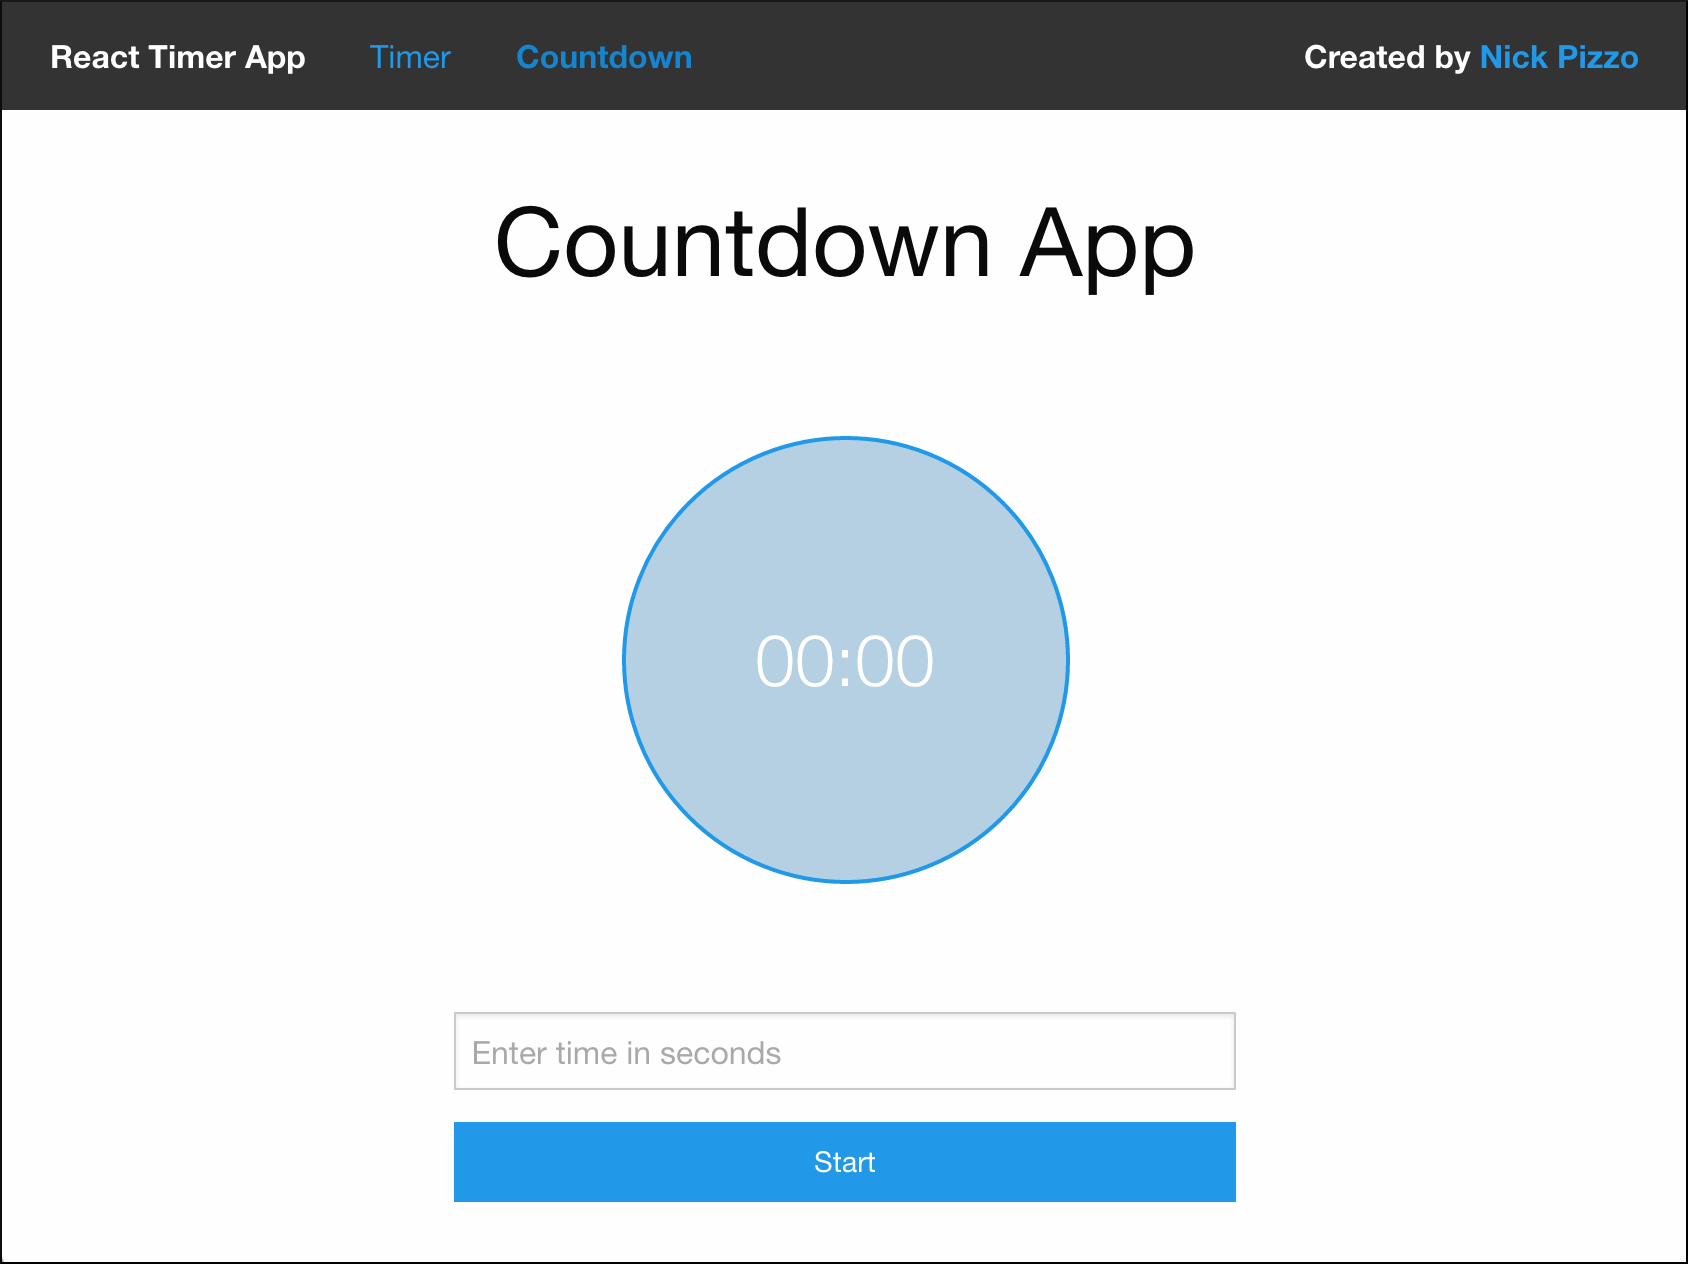 React Timer App Timer Countdown Created by Nick Pizzo
Countdown App
00:00
Enter time in seconds
Start